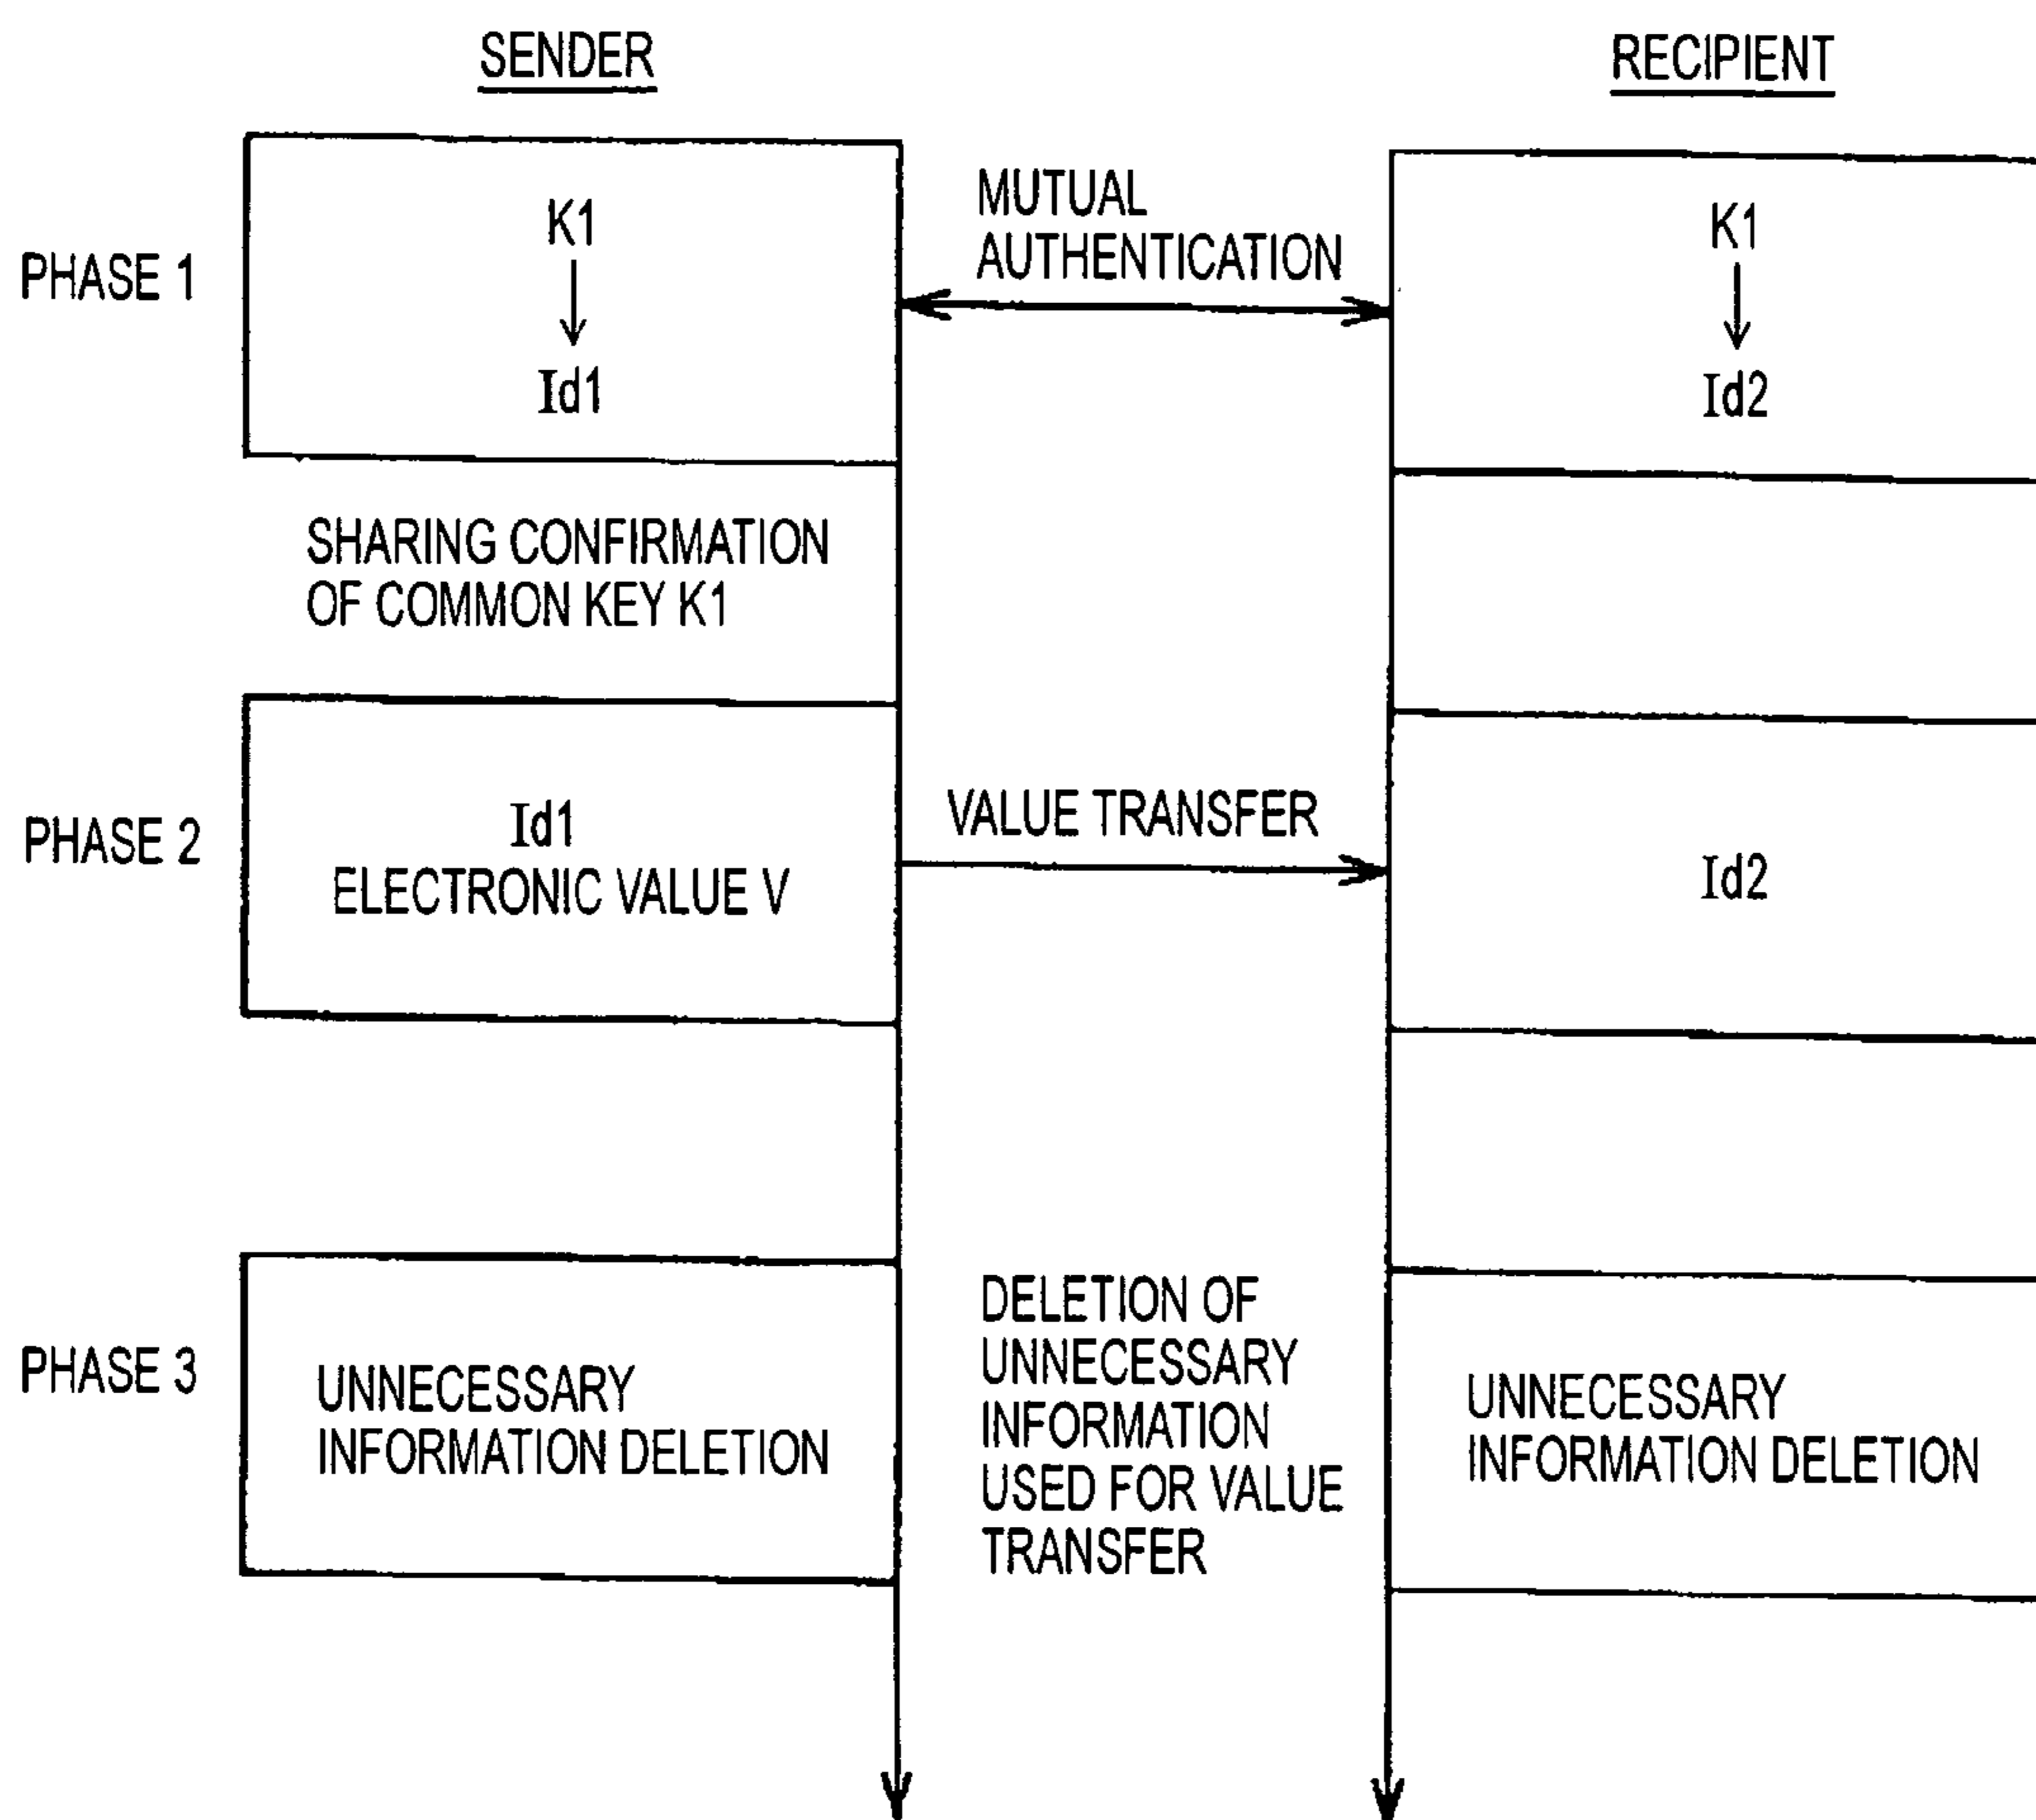 SENDER
RECIPIENT
PHASE 1
K1
Id1
MUTUAL
AUTHENTICATION
K1
Id2
SHARING CONFIRMATION
OF COMMON KEY K1
PHASE 2
Id1
ELECTRONIC VALUE V
VALUE TRANSFER
Id2
PHASE 3
UNNECESSARY
INFORMATION DELETION
DELETION OF
UNNECESSARY
INFORMATION
USED FOR VALUE
TRANSFER
UNNECESSARY
INFORMATION DELETION